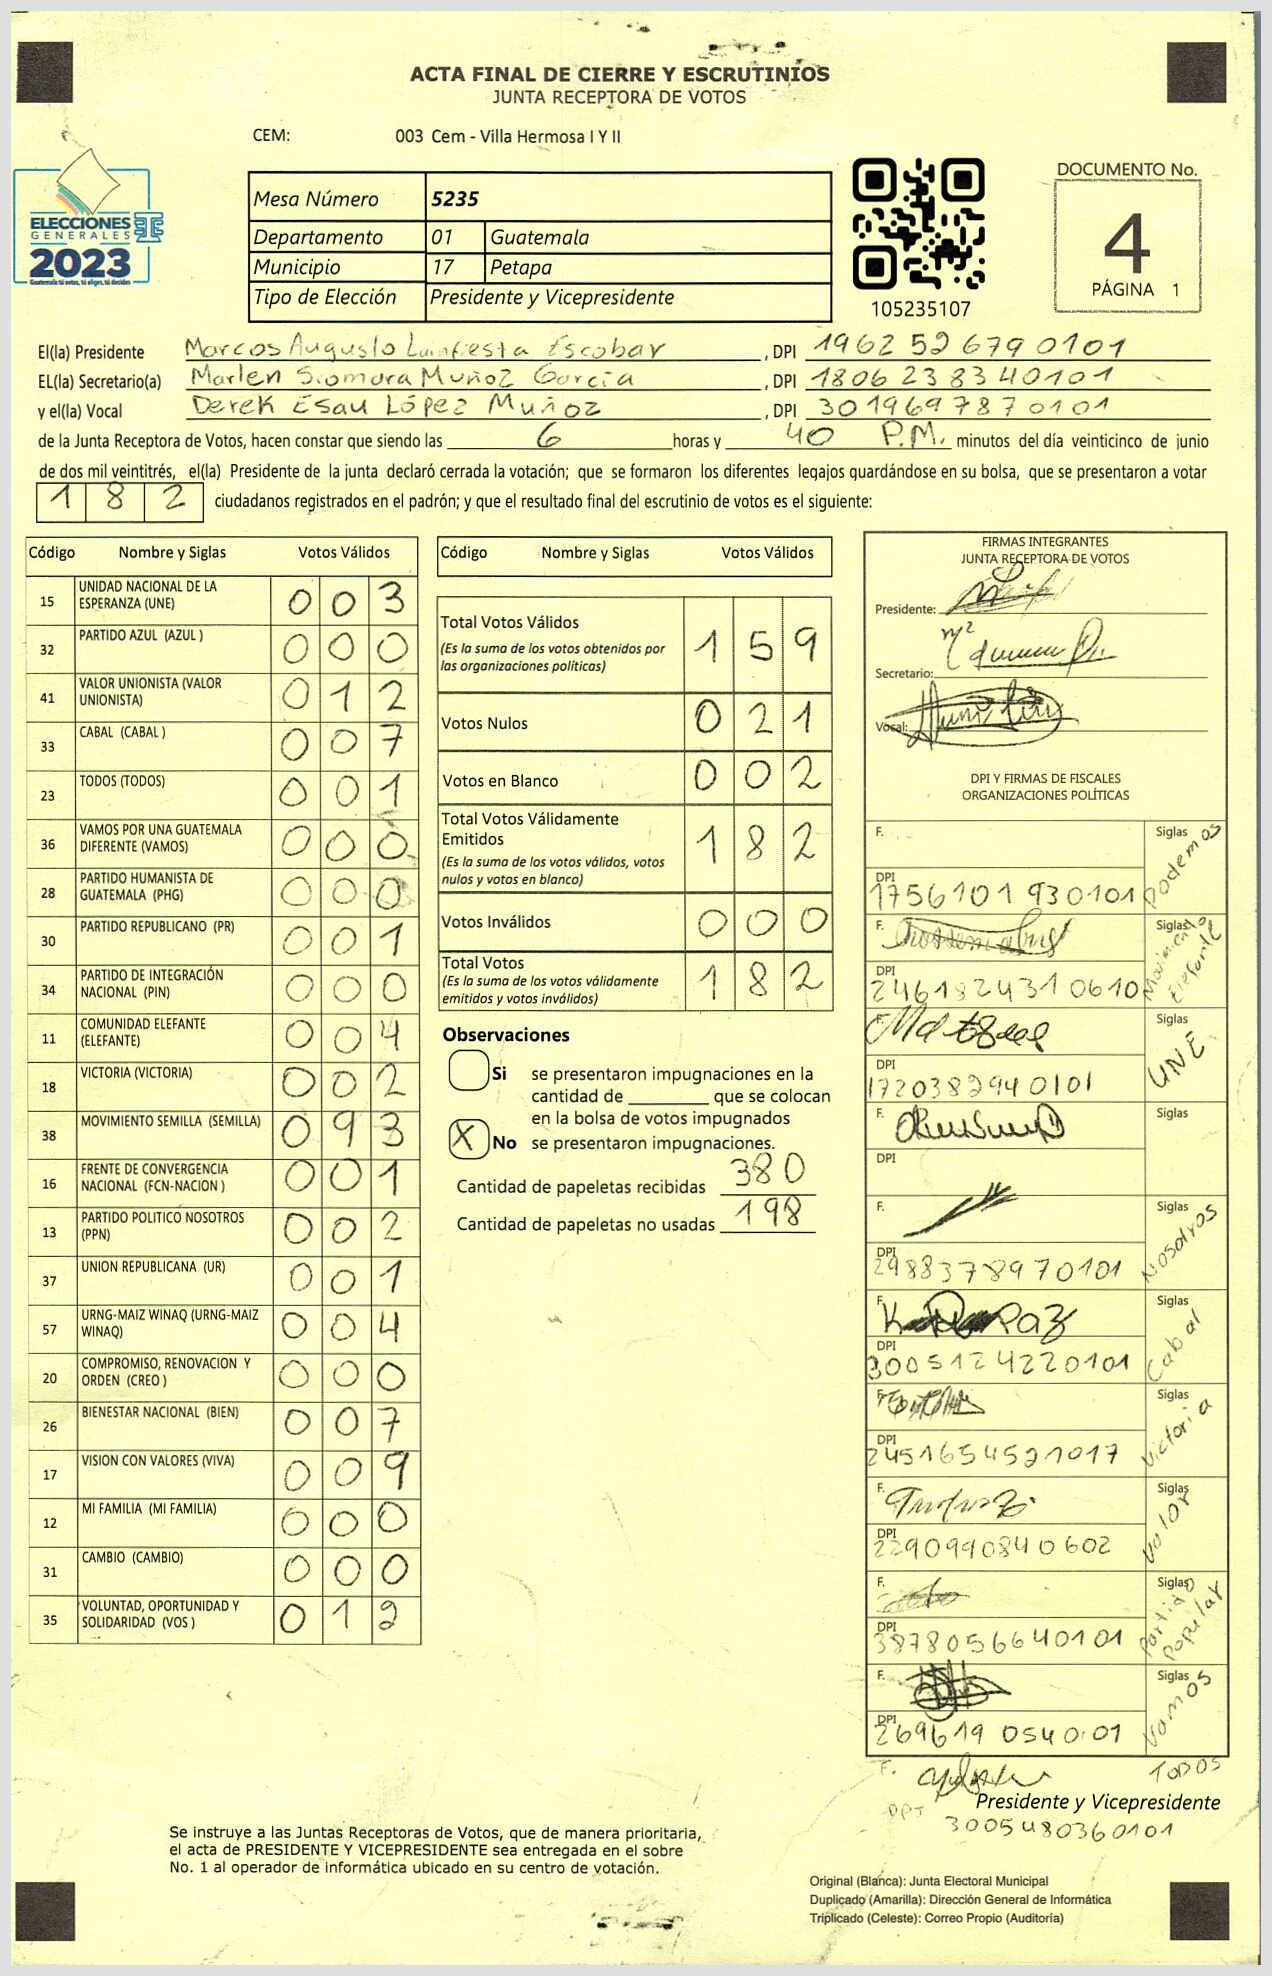 ACTA FINAL DE CIERRE Y ESCRUTINIOS
JUNTA RECEPTORA DE VOTOS
CEM: 003 Cem - Villa Hermosa I Y II
ELECCIONES
GENERALES
2023
Guatemala tú votas, tú eliges, tú decides
Mesa Número 5235
Departamento 01 Guatemala
Municipio 17 Petapa
Tipo de Elección Presidente y Vicepresidente
105235107
DOCUMENTO No.
4
PÁGINA 1
El(la) Presidente Marcos Augusto Lainfiesta Escobar , DPI 1962 52679 0101
EL(la) Secretario(a) Marlen Siomara Muñoz García , DPI 1806 23834 0101
y el(la) Vocal Derek Esau López Muñoz , DPI 3019697870101
de la Junta Receptora de Votos, hacen constar que siendo las 6 horas y 40 P.M. minutos del día veinticinco de junio
de dos mil veintitrés, el(la) Presidente de la junta declaró cerrada la votación; que se formaron los diferentes legajos guardándose en su bolsa, que se presentaron a votar
1 8 2 ciudadanos registrados en el padrón; y que el resultado final del escrutinio de votos es el siguiente:
Código Nombre y Siglas Votos Válidos
15 UNIDAD NACIONAL DE LA ESPERANZA (UNE) 0 0 3
32 PARTIDO AZUL (AZUL ) 0 0 0
41 VALOR UNIONISTA (VALOR UNIONISTA) 0 1 2
33 CABAL (CABAL ) 0 0 7
23 TODOS (TODOS) 0 0 1
36 VAMOS POR UNA GUATEMALA DIFERENTE (VAMOS) 0 0 0
28 PARTIDO HUMANISTA DE GUATEMALA (PHG) 0 0 0
30 PARTIDO REPUBLICANO (PR) 0 0 1
34 PARTIDO DE INTEGRACIÓN NACIONAL (PIN) 0 0 0
11 COMUNIDAD ELEFANTE (ELEFANTE) 0 0 4
18 VICTORIA (VICTORIA) 0 0 2
38 MOVIMIENTO SEMILLA (SEMILLA) 0 9 3
16 FRENTE DE CONVERGENCIA NACIONAL (FCN-NACION ) 0 0 1
13 PARTIDO POLITICO NOSOTROS (PPN) 0 0 2
37 UNION REPUBLICANA (UR) 0 0 1
57 URNG-MAIZ WINAQ (URNG-MAIZ WINAQ) 0 0 4
20 COMPROMISO, RENOVACION Y ORDEN (CREO ) 0 0 0
26 BIENESTAR NACIONAL (BIEN) 0 0 7
17 VISION CON VALORES (VIVA) 0 0 9
12 MI FAMILIA (MI FAMILIA) 0 0 0
31 CAMBIO (CAMBIO) 0 0 0
35 VOLUNTAD, OPORTUNIDAD Y SOLIDARIDAD (VOS ) 0 1 2
Código Nombre y Siglas Votos Válidos
Total Votos Válidos 1 5 9
(Es la suma de los votos obtenidos por
las organizaciones políticas)
Votos Nulos 0 2 1
Votos en Blanco 0 0 2
Total Votos Válidamente
Emitidos 1 8 2
(Es la suma de los votos válidos, votos
nulos y votos en blanco)
Votos Inválidos 0 0 0
Total Votos 1 8 2
(Es la suma de los votos válidamente
emitidos y votos inválidos)
Observaciones
Si se presentaron impugnaciones en la
cantidad de ________ que se colocan
en la bolsa de votos impugnados
X No se presentaron impugnaciones.
Cantidad de papeletas recibidas 380
Cantidad de papeletas no usadas 198
FIRMAS INTEGRANTES
JUNTA RECEPTORA DE VOTOS
Presidente:
Secretario:
Vocal:
DPI Y FIRMAS DE FISCALES
ORGANIZACIONES POLÍTICAS
F. Siglas Podemos
DPI 1756101 930101
F. Siglas Movimiento Elefante
DPI 2461824310610
F. Siglas UNE
DPI 1720382940101
F. Siglas
DPI
F. Siglas Nosotros
DPI 2988378970101
F. Paz Siglas Cabal
DPI 3005124220101
F. Siglas Victoria
DPI 2451654521017
F. Siglas Valor
DPI 2290990840602
F. Siglas Partido Popular
DPI 3878056640101
F. Siglas Vamos
DPI 269619 0540101
F. TODOS
Presidente y Vicepresidente
DPI 3005480360101
Se instruye a las Juntas Receptoras de Votos, que de manera prioritaria,
el acta de PRESIDENTE Y VICEPRESIDENTE sea entregada en el sobre
No. 1 al operador de informática ubicado en su centro de votación.
Original (Blanca): Junta Electoral Municipal
Duplicado (Amarilla): Dirección General de Informática
Triplicado (Celeste): Correo Propio (Auditoría)